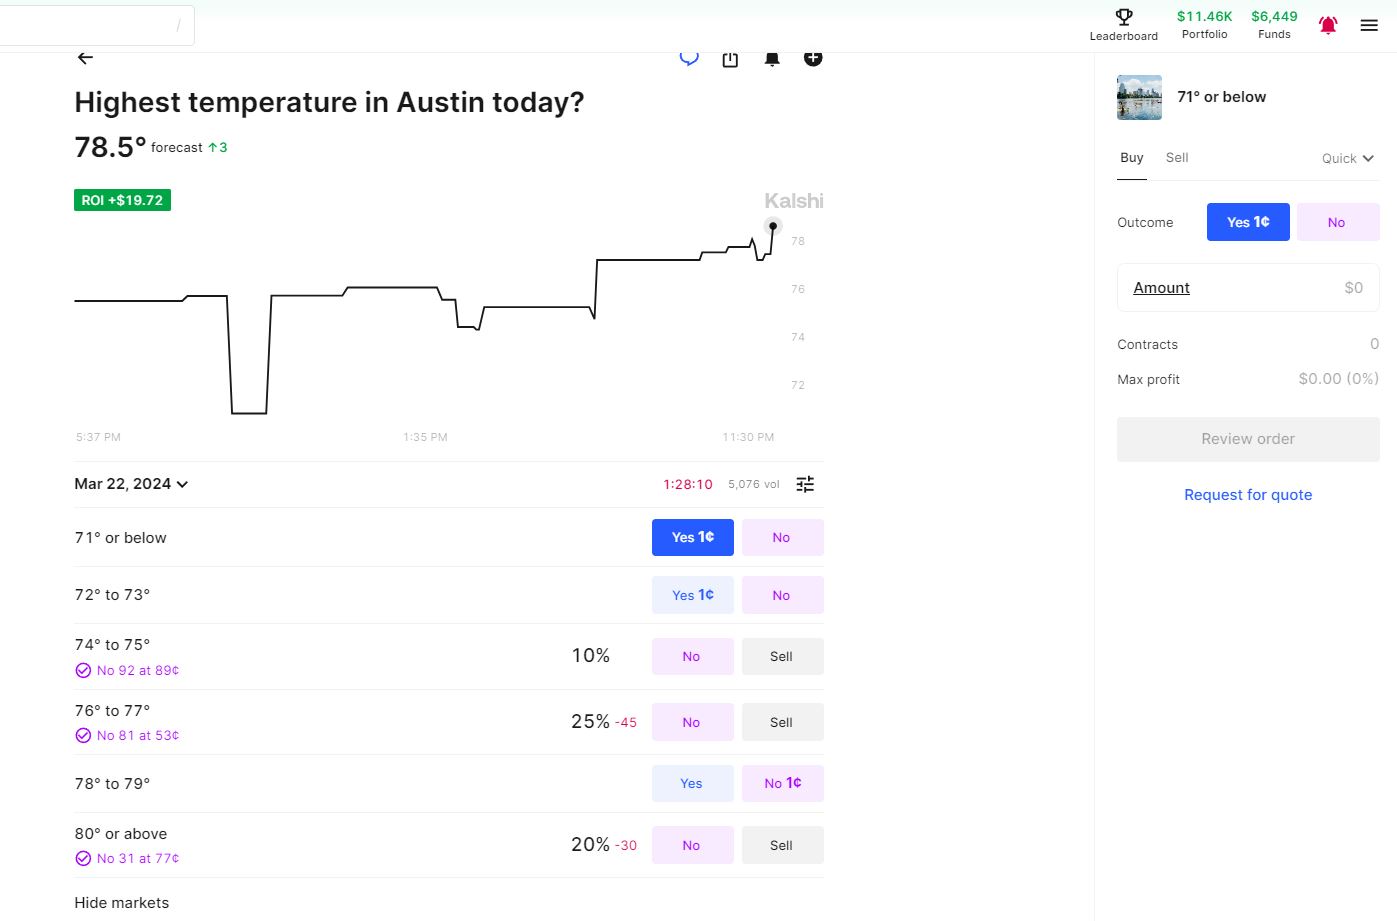 /
Leaderboard
$11.46K
Portfolio
$6,449
Funds
Highest temperature in Austin today?
78.5° forecast ↑3
ROI +$19.72
Kalshi
78
76
74
72
5:37 PM 1:35 PM 11:30 PM
Mar 22, 2024 1:28:10 5,076 vol
71° or below Yes 1¢ No
72° to 73° Yes 1¢ No
74° to 75°
No 92 at 89¢
10% No Sell
76° to 77°
No 81 at 53¢
25% -45 No Sell
78° to 79° Yes No 1¢
80° or above
No 31 at 77¢
20% -30 No Sell
Hide markets
71° or below
Buy Sell Quick
Outcome Yes 1¢ No
Amount $0
Contracts 0
Max profit $0.00 (0%)
Review order
Request for quote